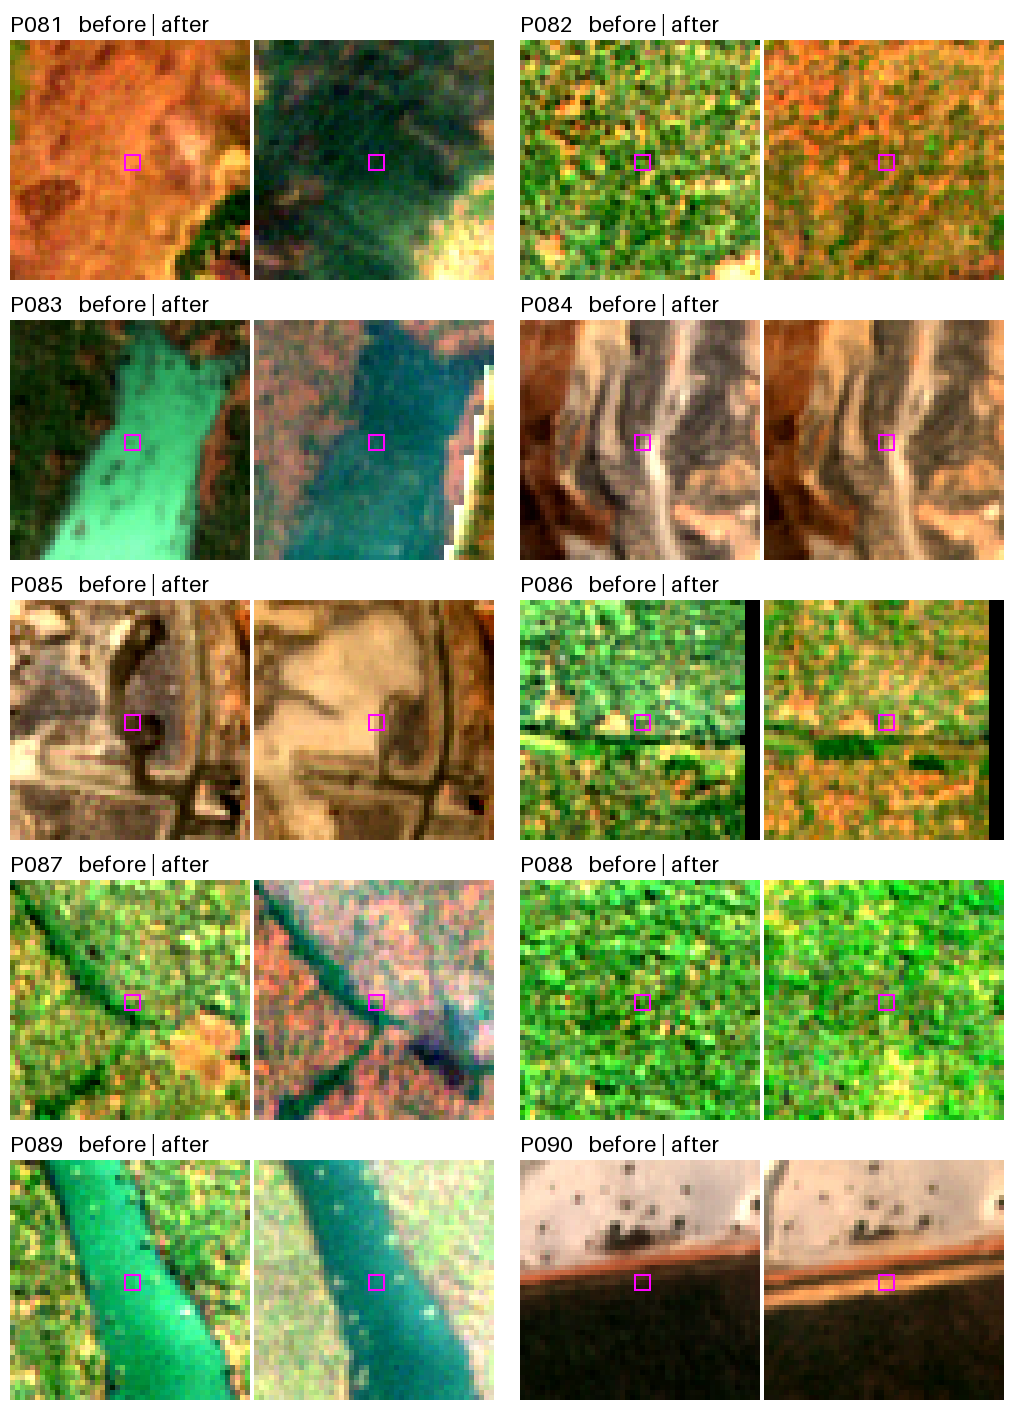 P081 before | after
P082 before | after
P083 before | after
P084 before | after
P085 before | after
P086 before | after
P087 before | after
P088 before | after
P089 before | after
P090 before | after